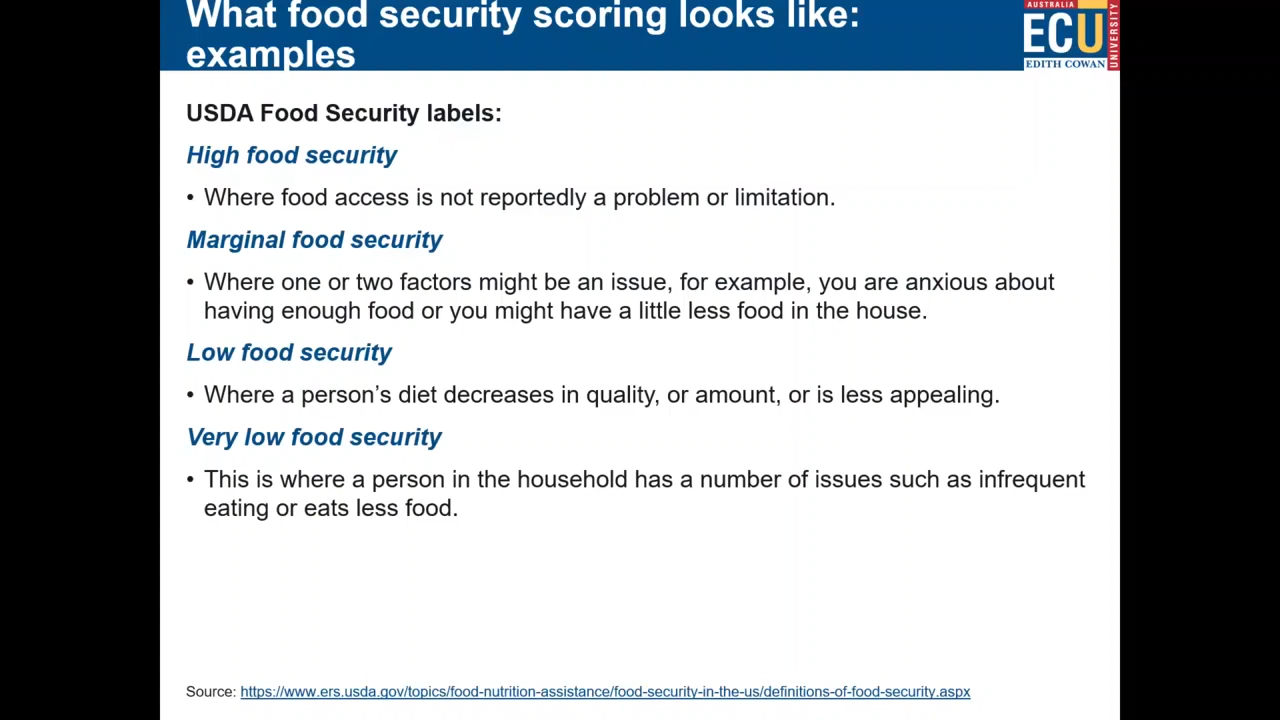 What food security scoring looks like:
examples
AUSTRALIA
ECU
EDITH COWAN
UNIVERSITY
USDA Food Security labels:
High food security
• Where food access is not reportedly a problem or limitation.
Marginal food security
• Where one or two factors might be an issue, for example, you are anxious about
having enough food or you might have a little less food in the house.
Low food security
• Where a person’s diet decreases in quality, or amount, or is less appealing.
Very low food security
• This is where a person in the household has a number of issues such as infrequent
eating or eats less food.
Source: https://www.ers.usda.gov/topics/food-nutrition-assistance/food-security-in-the-us/definitions-of-food-security.aspx